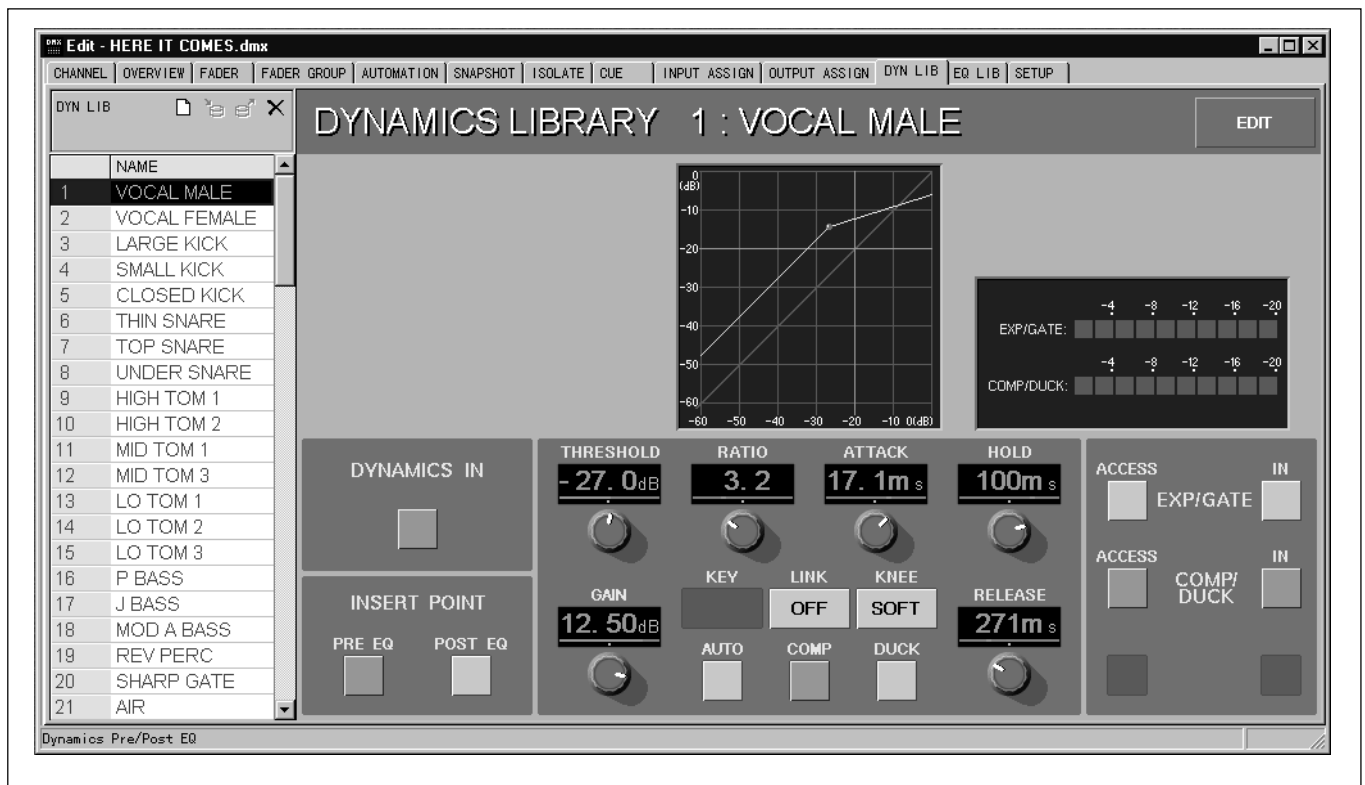 DMX Edit - HERE IT COMES.dmx
CHANNEL OVERVIEW FADER FADER GROUP AUTOMATION SNAPSHOT ISOLATE CUE INPUT ASSIGN OUTPUT ASSIGN DYN LIB EQ LIB SETUP
DYN LIB
DYNAMICS LIBRARY 1 : VOCAL MALE
EDIT
NAME
1 VOCAL MALE
2 VOCAL FEMALE
3 LARGE KICK
4 SMALL KICK
5 CLOSED KICK
6 THIN SNARE
7 TOP SNARE
8 UNDER SNARE
9 HIGH TOM 1
10 HIGH TOM 2
11 MID TOM 1
12 MID TOM 3
13 LO TOM 1
14 LO TOM 2
15 LO TOM 3
16 P BASS
17 J BASS
18 MOD A BASS
19 REV PERC
20 SHARP GATE
21 AIR
0
(dB)
-10
-20
-30
-40
-50
-60
-60 -50 -40 -30 -20 -10 0(dB)
-4 -8 -12 -16 -20
EXP/GATE:
-4 -8 -12 -16 -20
COMP/DUCK:
DYNAMICS IN
INSERT POINT
PRE EQ POST EQ
THRESHOLD RATIO ATTACK HOLD
-27. 0dB 3. 2 17. 1m s 100m s
GAIN KEY LINK KNEE RELEASE
12. 50dB OFF SOFT 271m s
AUTO COMP DUCK
ACCESS IN
EXP/GATE
ACCESS IN
COMP/
DUCK
Dynamics Pre/Post EQ